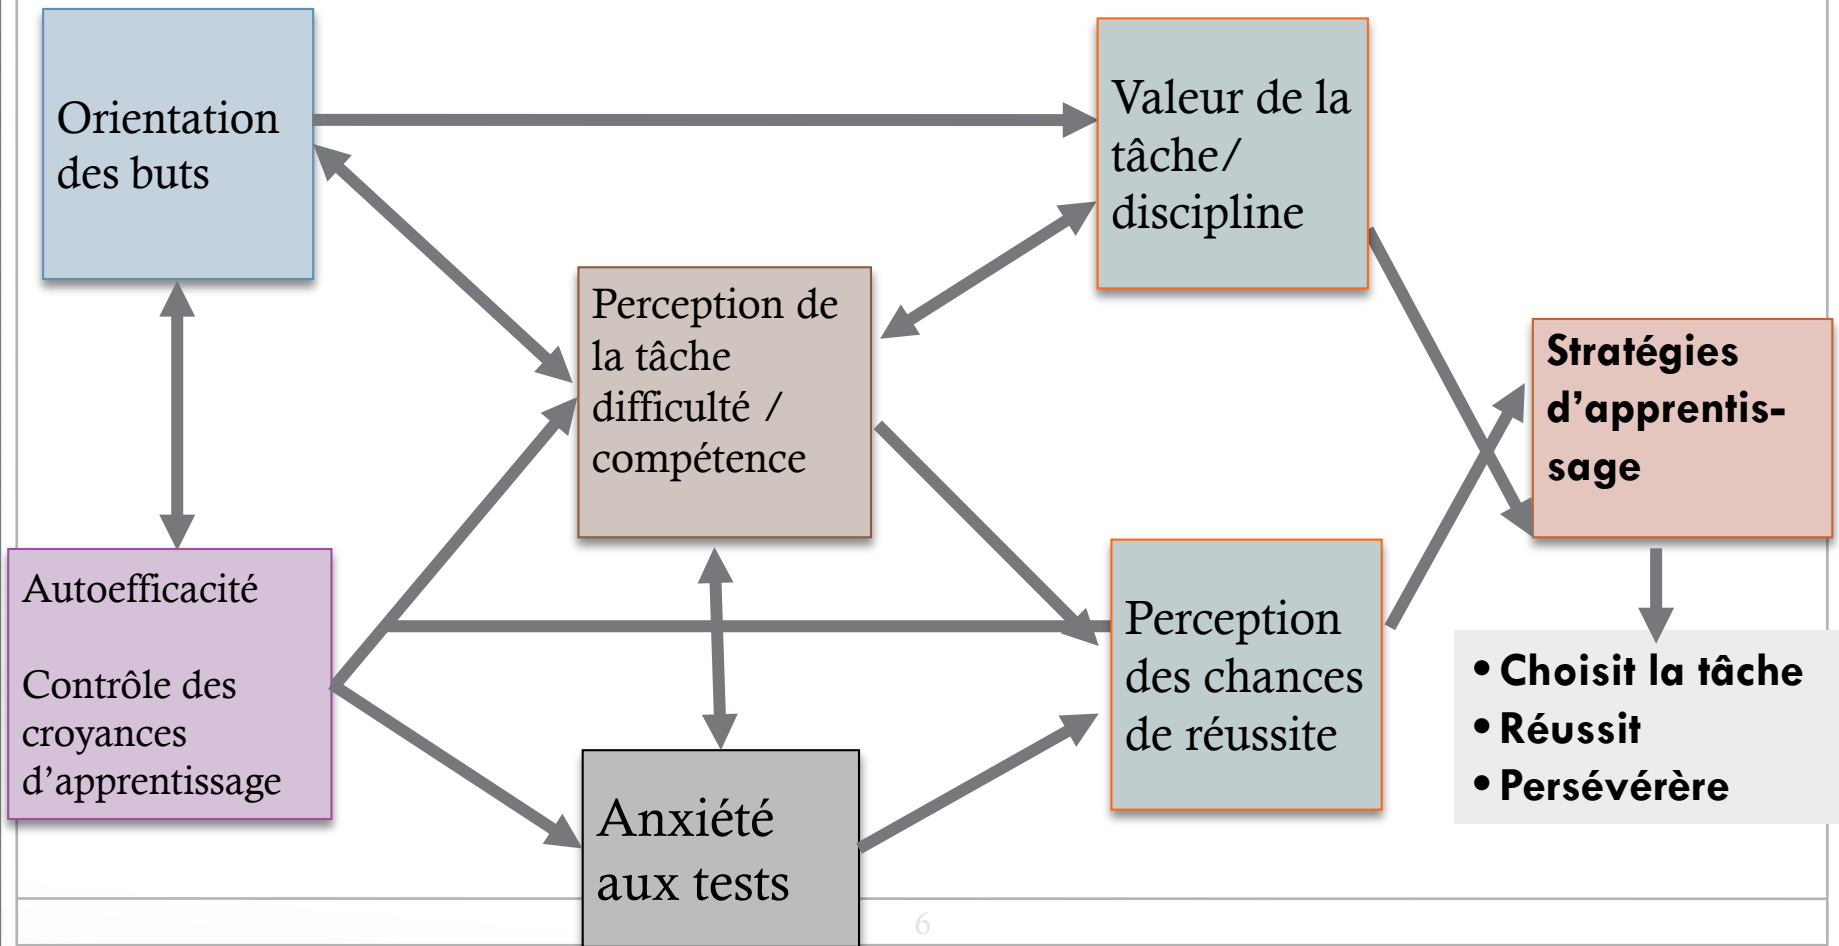 Orientation
des buts
Valeur de la
tâche/
discipline
Perception de
la tâche
difficulté /
compétence
Stratégies
d’apprentis-
sage
Autoefficacité
Contrôle des
croyances
d’apprentissage
Anxiété
aux tests
Perception
des chances
de réussite
• Choisit la tâche
• Réussit
• Persévérère
6